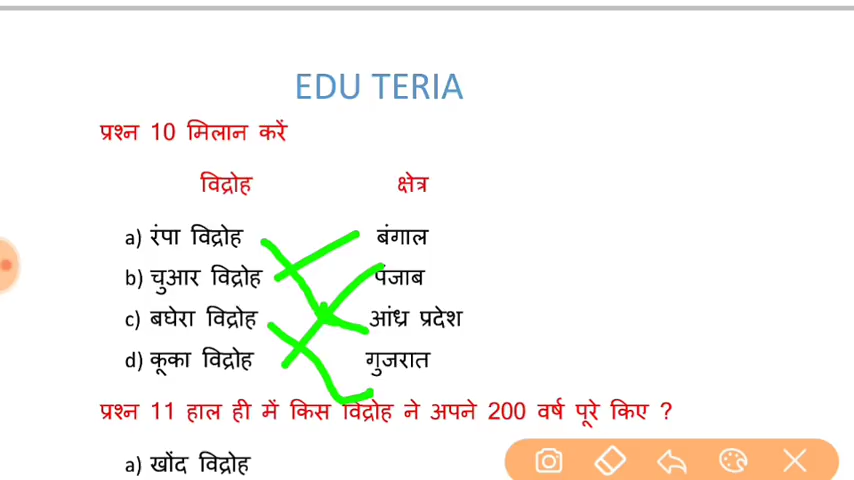 EDU TERIA
प्रश्न 10 मिलान करें
विद्रोह क्षेत्र
a) रंपा विद्रोह बंगाल
b) चुआर विद्रोह पंजाब
c) बघेरा विद्रोह आंध्र प्रदेश
d) कूका विद्रोह गुजरात
प्रश्न 11 हाल ही में किस विद्रोह ने अपने 200 वर्ष पूरे किए ?
a) खोंद विद्रोह